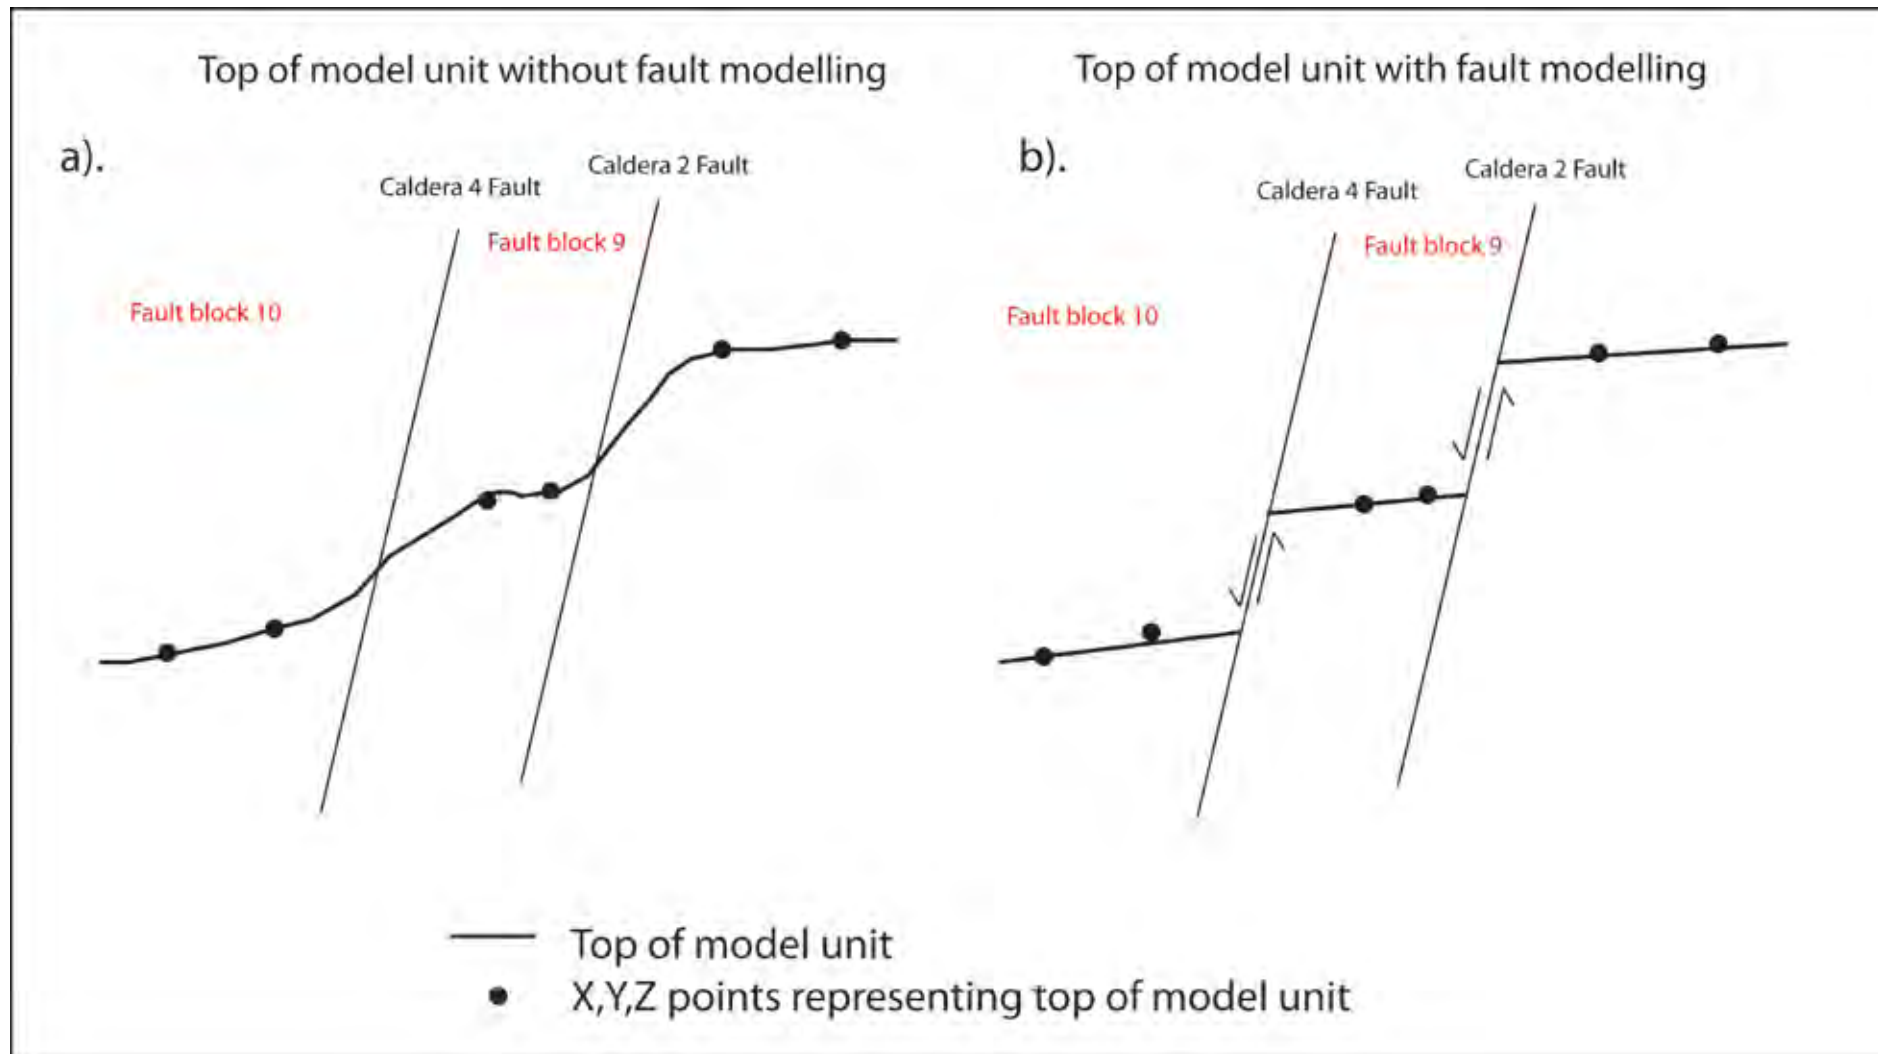 Top of model unit without fault modelling
Top of model unit with fault modelling
a).
Caldera 4 Fault
Caldera 2 Fault
Fault block 9
Fault block 10
b).
Caldera 4 Fault
Caldera 2 Fault
Fault block 9
Fault block 10
Top of model unit
X,Y,Z points representing top of model unit